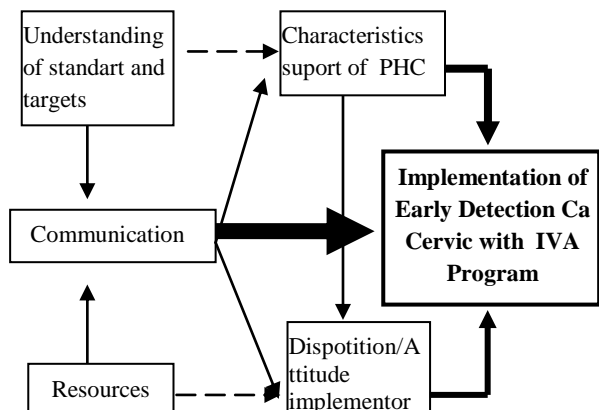 Understanding
of standart and
targets
Characteristics
suport of PHC
Implementation of
Early Detection Ca
Cervic with IVA
Program
Communication
Dispotition/A
ttitude
implementor
Resources